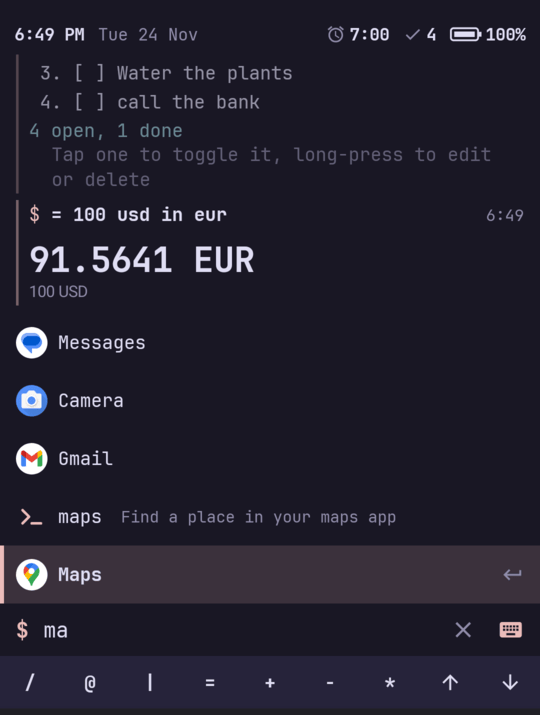 6:49 PM Tue 24 Nov 7:00 4 100%
3. [ ] Water the plants
4. [ ] call the bank
4 open, 1 done
Tap one to toggle it, long-press to edit
or delete
$ = 100 usd in eur 6:49
91.5641 EUR
100 USD
Messages
Camera
Gmail
maps Find a place in your maps app
Maps
$ ma
/ @ | = + - * ↑ ↓